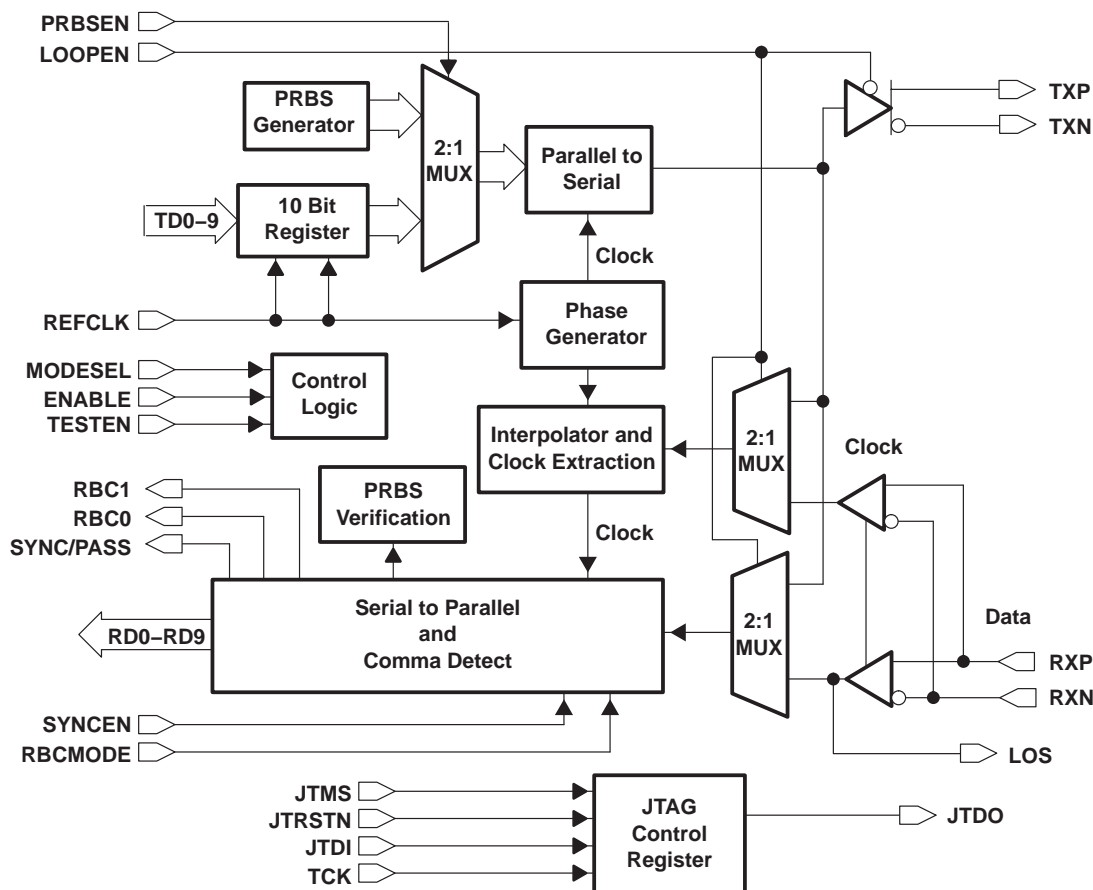 PRBSEN
LOOPEN
PRBS
Generator
2:1
MUX
Parallel to
Serial
TXP
TXN
TD0–9
10 Bit
Register
Clock
REFCLK
Phase
Generator
MODESEL
ENABLE
TESTEN
Control
Logic
Interpolator and
Clock Extraction
2:1
MUX
Clock
RBC1
RBC0
SYNC/PASS
PRBS
Verification
Clock
RD0–RD9
Serial to Parallel
and
Comma Detect
2:1
MUX
Data
RXP
RXN
SYNCEN
RBCMODE
LOS
JTMS
JTRSTN
JTDI
TCK
JTAG
Control
Register
JTDO